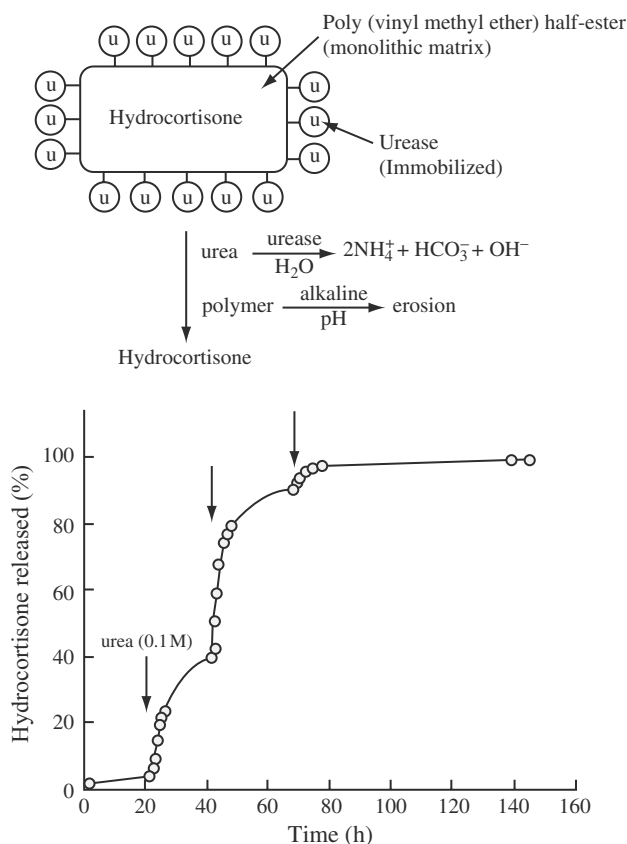 u u u u u
Poly (vinyl methyl ether) half-ester
(monolithic matrix)
u u
Hydrocortisone
u u
Urease
(Immobilized)
u u
u u u u u
urea urease H₂O 2NH₄⁺ + HCO₃⁻ + OH⁻
polymer alkaline pH erosion
Hydrocortisone
Hydrocortisone released (%)
100
80
60
urea (0.1M)
40
20
0
0 20 40 60 80 100 120 140 160
Time (h)